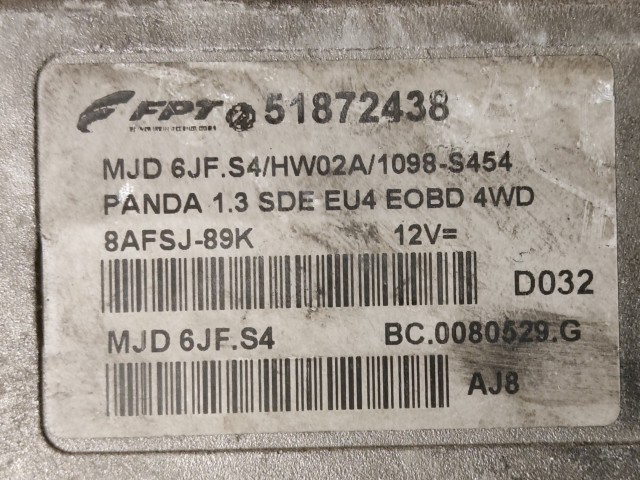 FPT 51872438
MJD 6JF.S4/HW02A/1098-S454
PANDA 1.3 SDE EU4 EOBD 4WD
8AFSJ-89K 12V=
D032
MJD 6JF.S4 BC.0080529.G
AJ8